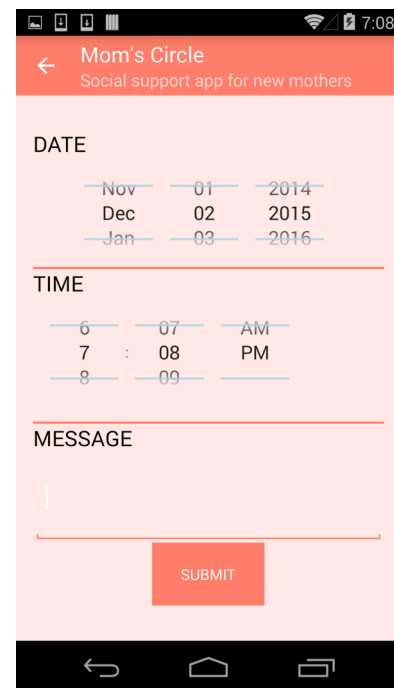 7:08
Mom's Circle
Social support app for new mothers
DATE
Nov 01 2014
Dec 02 2015
Jan 03 2016
TIME
6 07 AM
7 : 08 PM
8 09
MESSAGE
SUBMIT